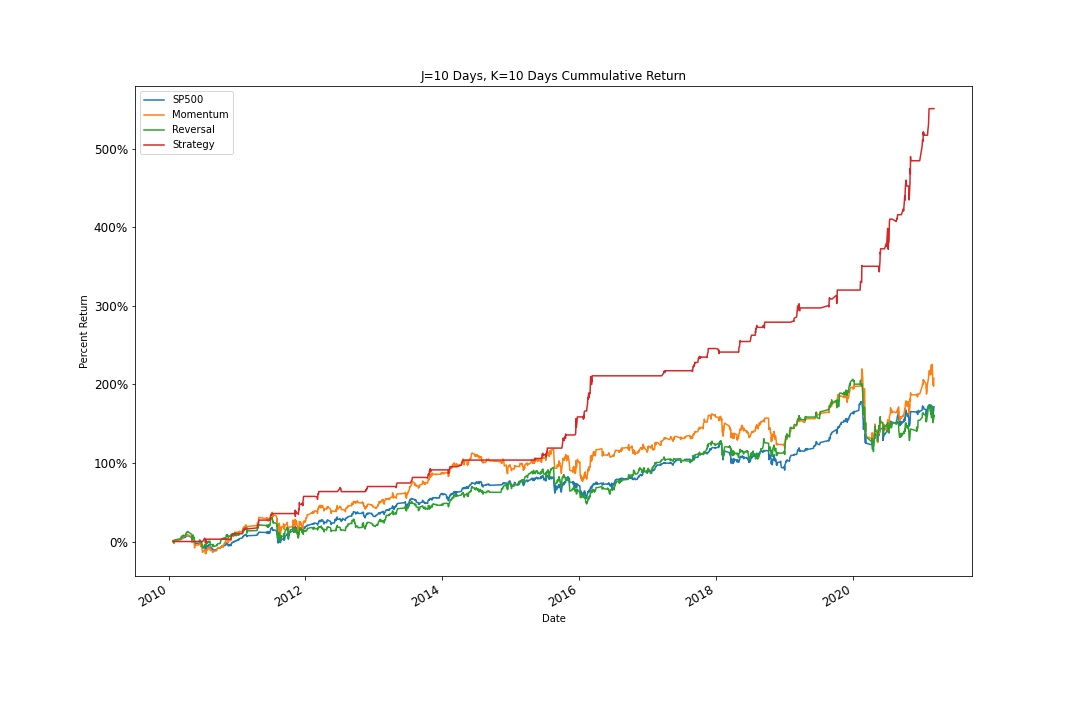 J=10 Days, K=10 Days Cummulative Return
SP500
Momentum
Reversal
Strategy
500%
400%
300%
200%
100%
0%
Percent Return
2010
2012
2014
2016
2018
2020
Date